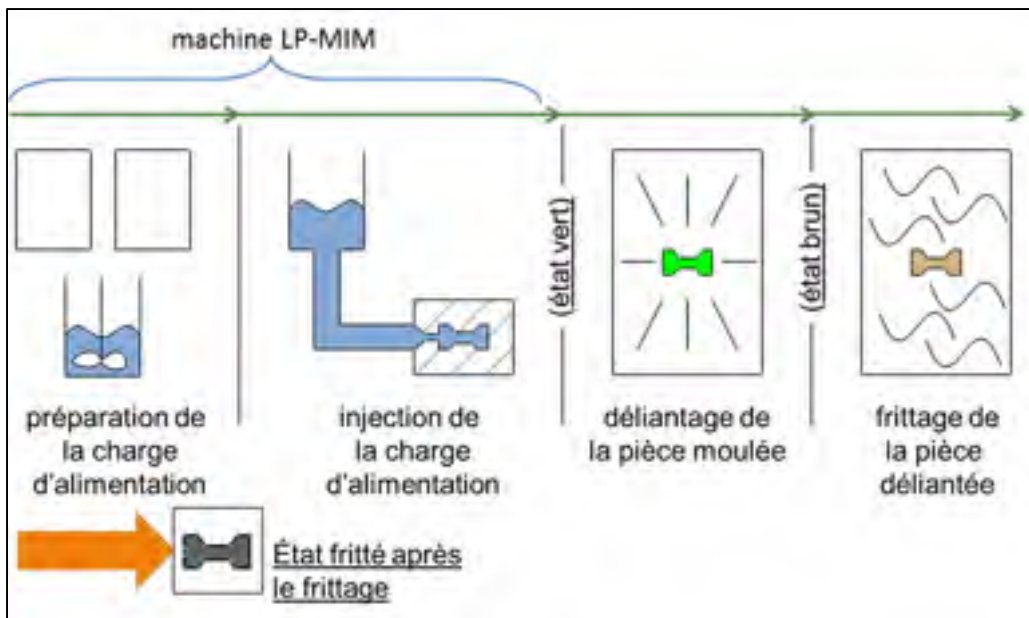 machine LP-MIM
préparation de
la charge
d'alimentation
injection de
la charge
d'alimentation
(état vert)
déliantage de
la pièce moulée
(état brun)
frittage de
la pièce
déliantée
État fritté après
le frittage